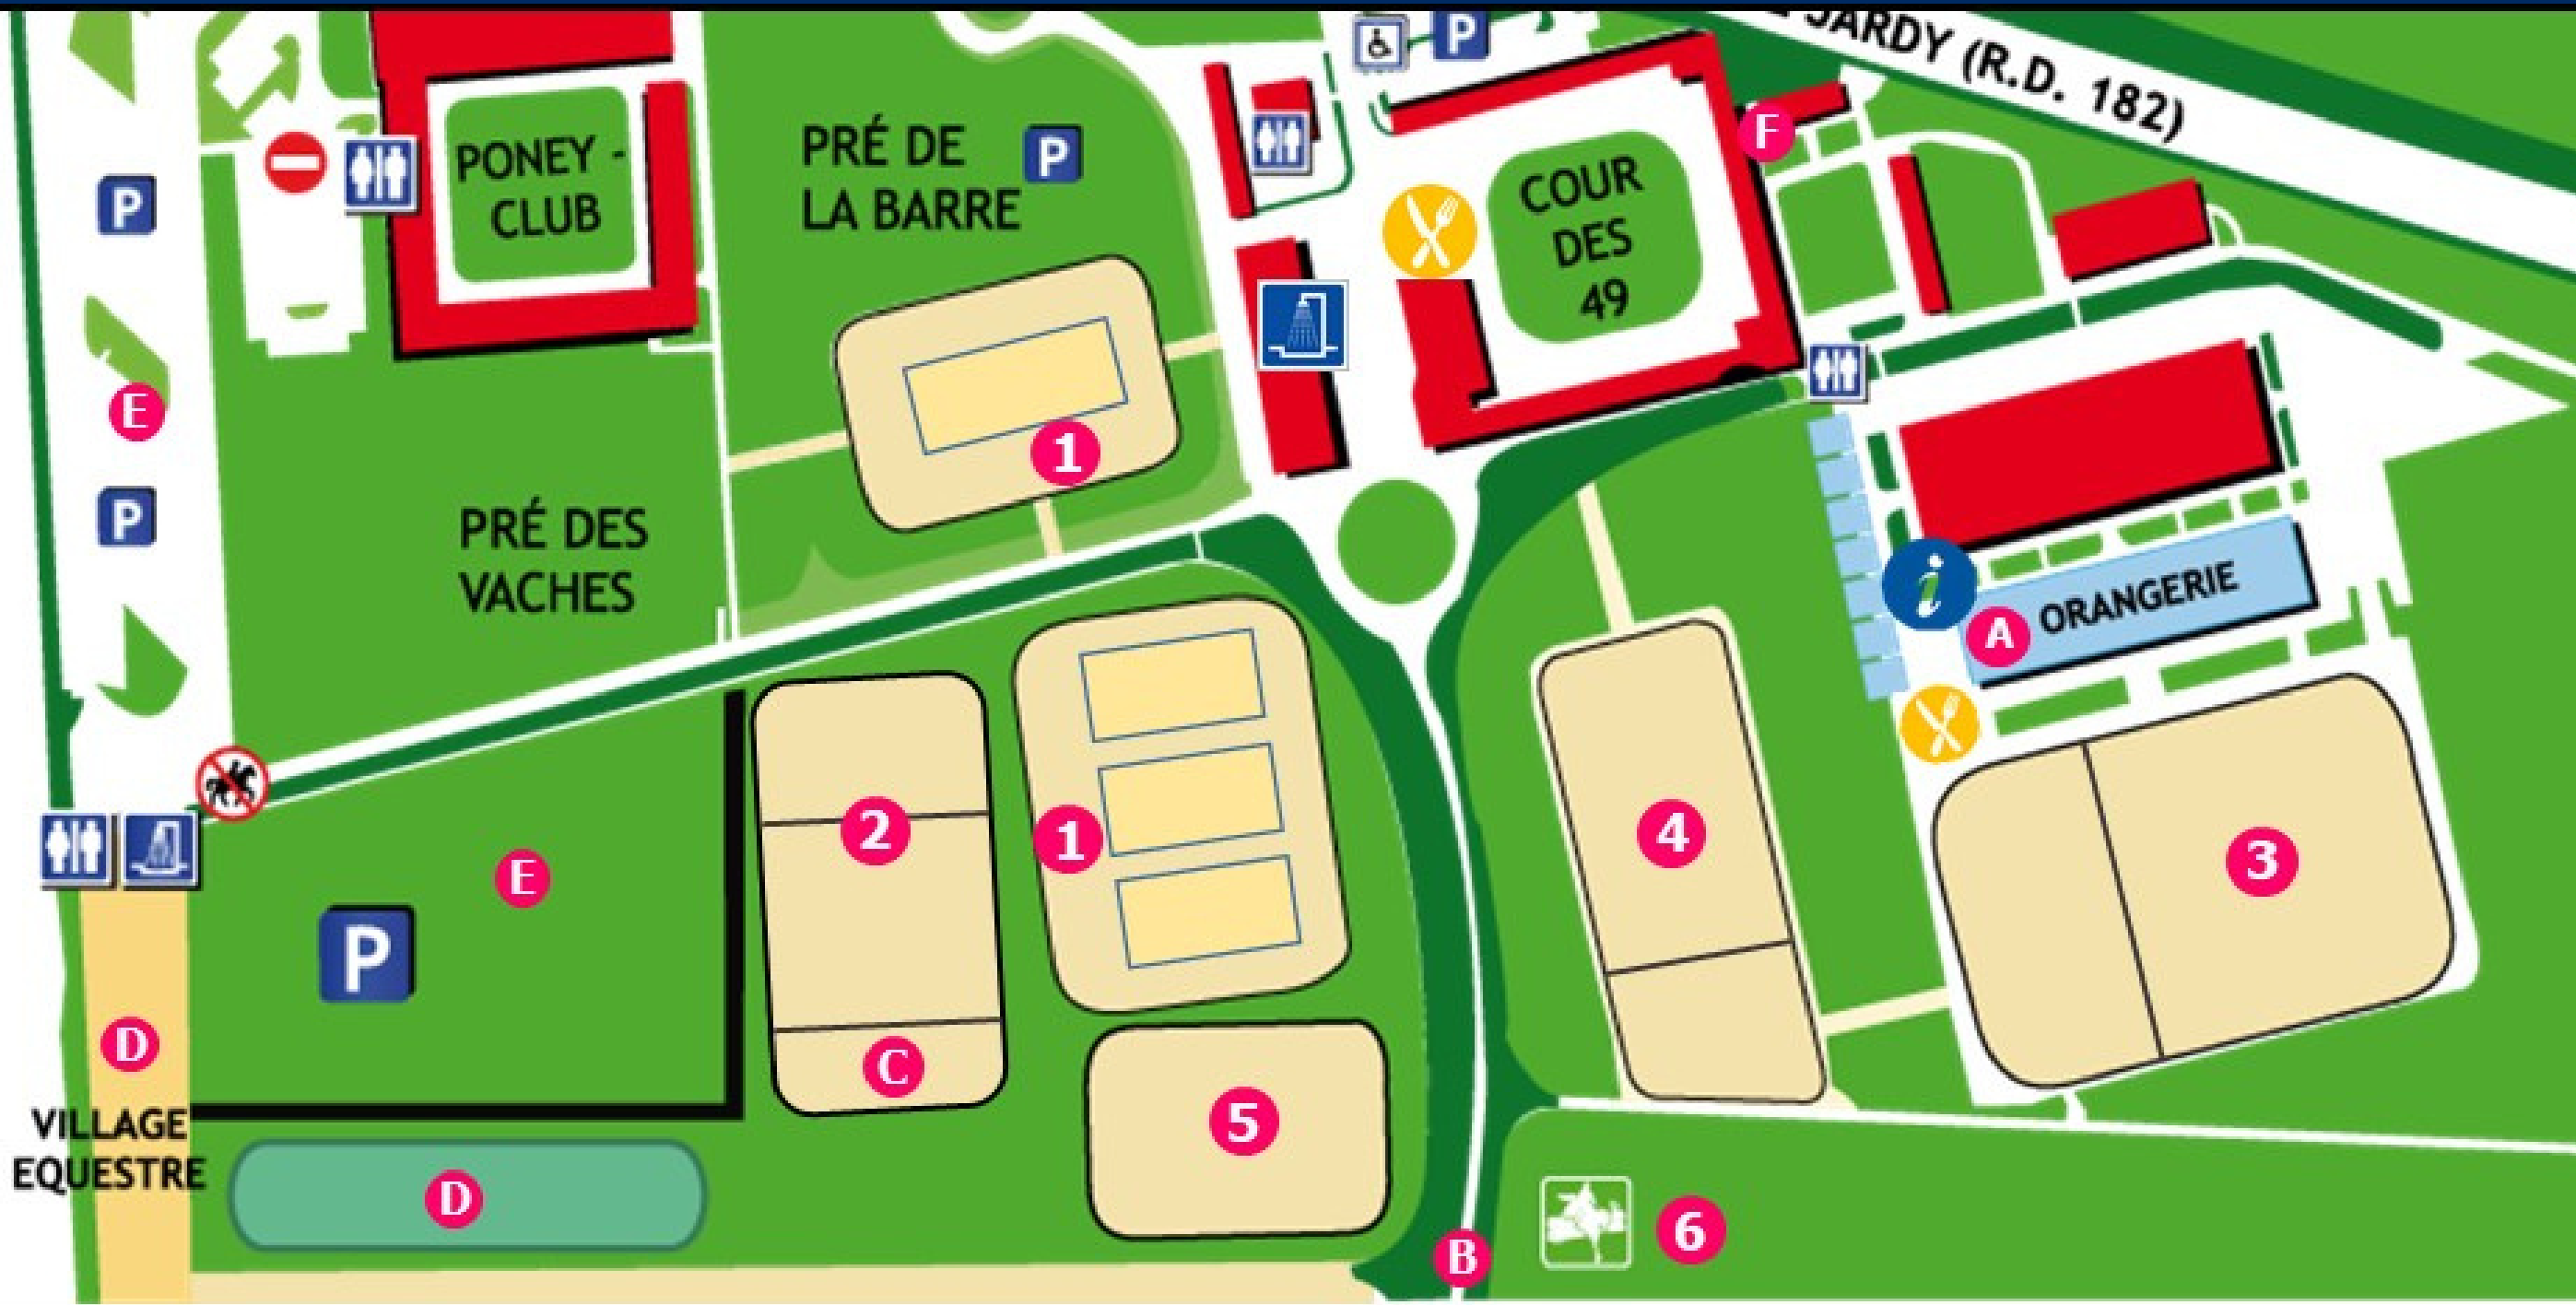 JARDY (R.D. 182)
P
F
PONEY -
CLUB
PRÉ DE
LA BARRE
P
COUR
DES
49
P
E
1
P
PRÉ DES
VACHES
i
A
ORANGERIE
2
1
4
3
E
P
D
C
5
VILLAGE
EQUESTRE
D
6
B